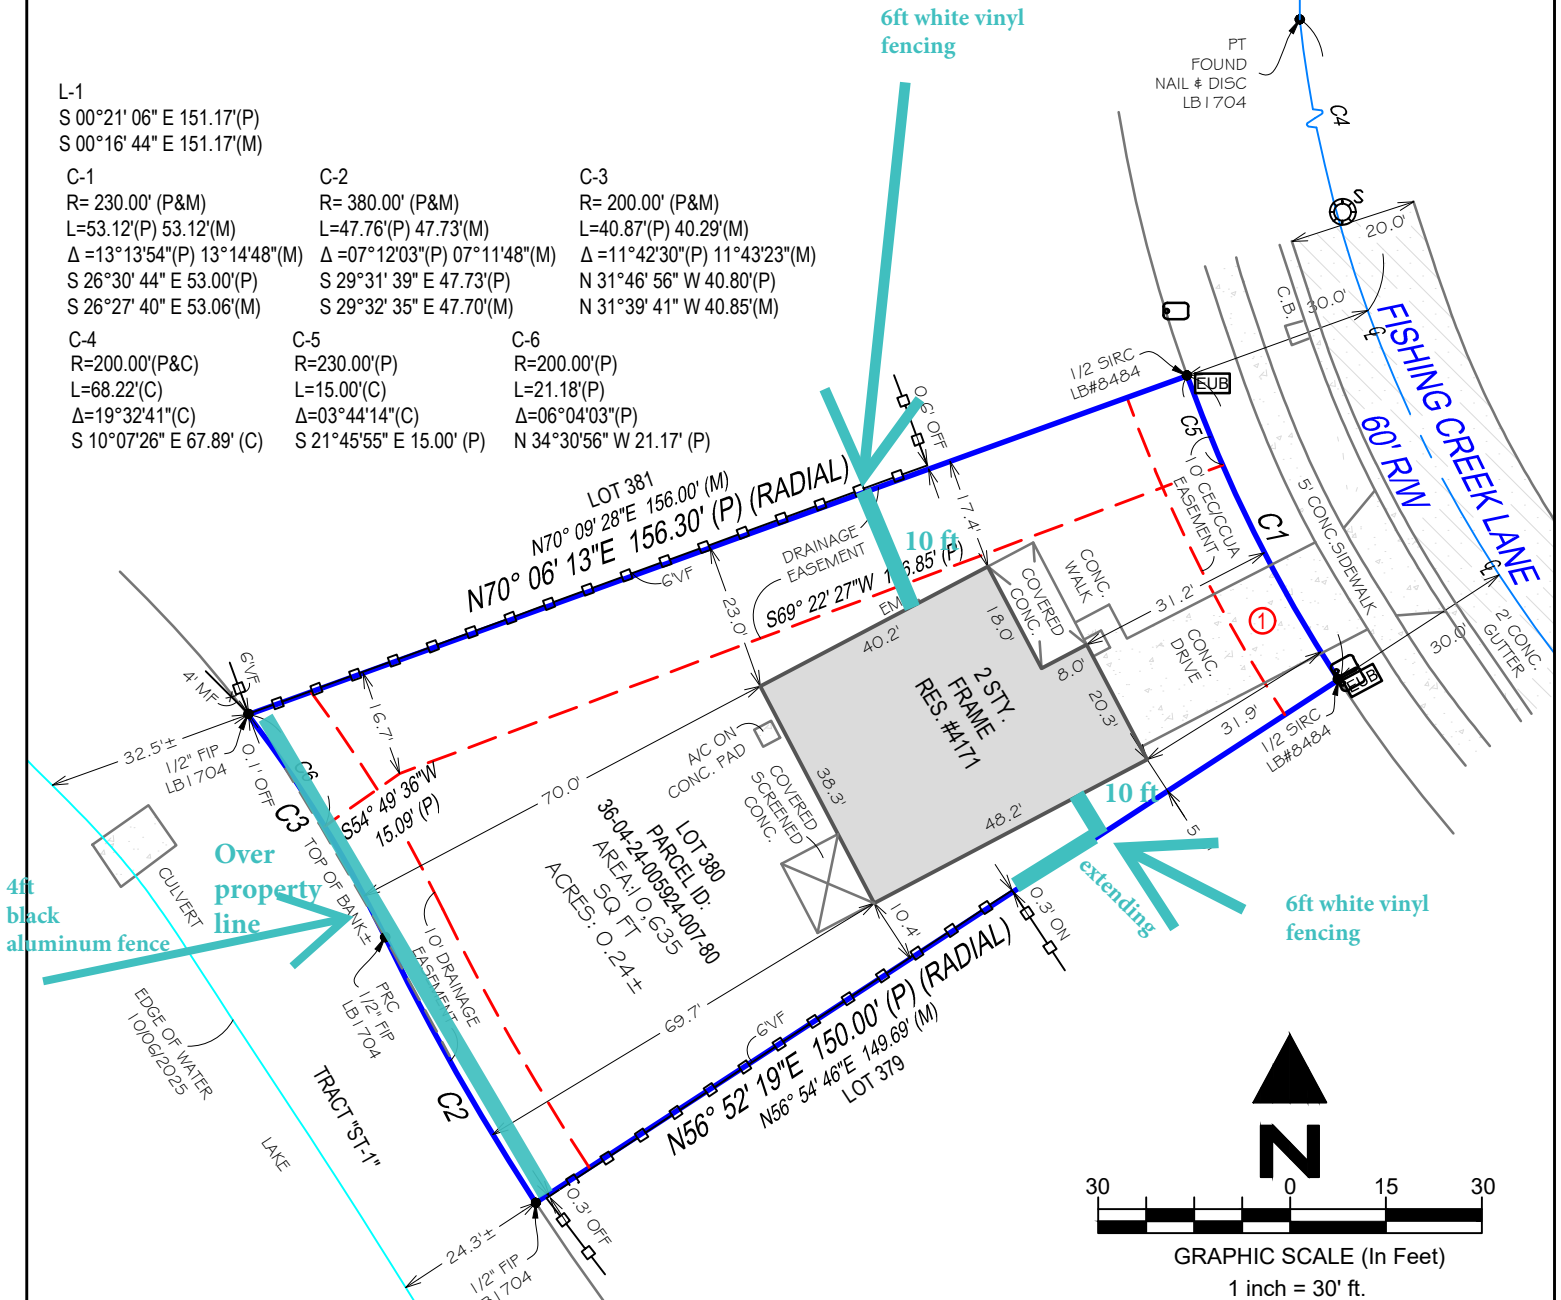 6ft white vinyl
fencing
PT
FOUND
NAIL & DISC
LB1704
C4
S
20.0'
L-1
S 00°21' 06" E 151.17'(P)
S 00°16' 44" E 151.17'(M)
C-1
R= 230.00' (P&M)
L=53.12'(P) 53.12'(M)
Δ =13°13'54"(P) 13°14'48"(M)
S 26°30' 44" E 53.00'(P)
S 26°27' 40" E 53.06'(M)
C-2
R= 380.00' (P&M)
L=47.76'(P) 47.73'(M)
Δ =07°12'03"(P) 07°11'48"(M)
S 29°31' 39" E 47.73'(P)
S 29°32' 35" E 47.70'(M)
C-3
R= 200.00' (P&M)
L=40.87'(P) 40.29'(M)
Δ =11°42'30"(P) 11°43'23"(M)
N 31°46' 56" W 40.80'(P)
N 31°39' 41" W 40.85'(M)
C-4
R=200.00'(P&C)
L=68.22'(C)
Δ=19°32'41"(C)
S 10°07'26" E 67.89' (C)
C-5
R=230.00'(P)
L=15.00'(C)
Δ=03°44'14"(C)
S 21°45'55" E 15.00' (P)
C-6
R=200.00'(P)
L=21.18'(P)
Δ=06°04'03"(P)
N 34°30'56" W 21.17' (P)
C.B.
30.0'
FISHING CREEK LANE
60' R/W
1/2 SIRC
LB#8484
EUB
C5
10' CEC/CCUA
EASEMENT
C1
5' CONC.SIDEWALK
2' CONC.
GUTTER
30.0'
0.6' OFF
LOT 381
N70° 09' 28"E 156.00' (M)
N70° 06' 13"E 156.30' (P) (RADIAL)
6'VF
17.4'
10 ft
DRAINAGE
EASEMENT
S69° 22' 27"W
6.85' (P)
23.0'
40.2'
18.0'
COVERED
CONC.
CONC.
WALK
31.2'
8.0'
CONC.
DRIVE
1
20.3'
31.9'
EUB
1/2 SIRC
LB#8484
2 STY.
FRAME
RES. #4171
6'VF
4' MF
32.5'±
1/2" FIP
LB1704
0.1' OFF
16.7'
C6
C3
S54° 49' 36"W
15.09' (P)
70.0'
A/C ON
CONC. PAD
COVERED
SCREENED
CONC.
38.3'
48.2'
10 ft
extending
6ft white vinyl
fencing
LOT 380
PARCEL ID:
36-04-24-005924-007-80
AREA:10,635
SQ FT
ACRES: 0.24±
Over
property
line
4ft
black
aluminum fence
CULVERT
TOP OF BANK±
10' DRAINAGE
EASEMENT
PRC
1/2" FIP
LB1704
EDGE OF WATER
10/06/2025
LAKE
TRACT "ST-1"
C2
69.7'
10.4'
0.3' ON
6'VF
N56° 52' 19"E 150.00' (P) (RADIAL)
N56° 54' 46"E 149.69' (M)
LOT 379
0.3' OFF
24.3'±
1/2" FIP
N
30 0 15 30
GRAPHIC SCALE (In Feet)
1 inch = 30' ft.